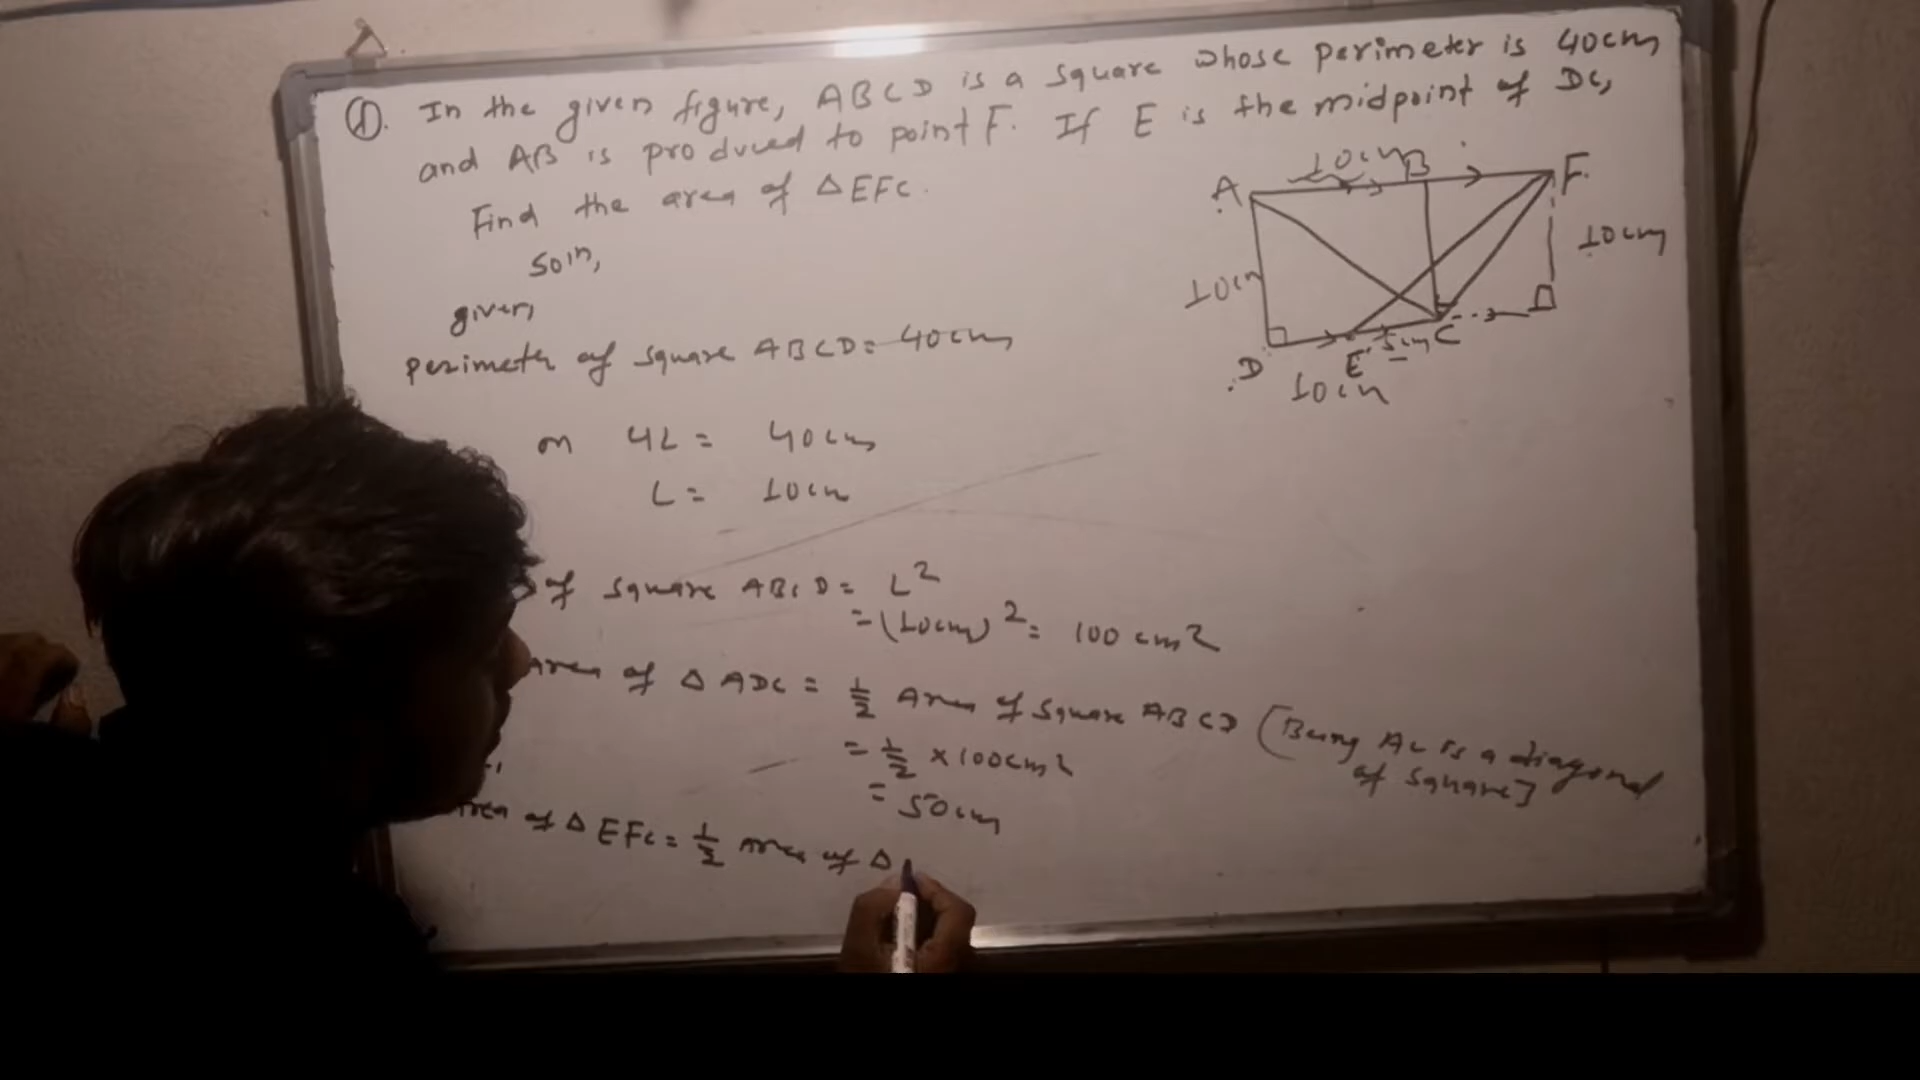 ①. In the given figure, ABCD is a square whose perimeter is 40cm
and AB is produced to point F. If E is the midpoint of DC,
Find the area of △EFC.
Soln,
given,
perimeter of square ABCD = 40cm
or 4L = 40cm
L = 10cm
of square ABCD = L²
= (10cm)² = 100 cm²
Area of △ ADC = 1/2 Area of square ABCD [Being AC is a diagonal
of square]
= 1/2 × 100cm²
= 50cm
Area of △ EFC = 1/2 area of △
10cm
A B F
10cm 10cm
D E 5cm C
10cm